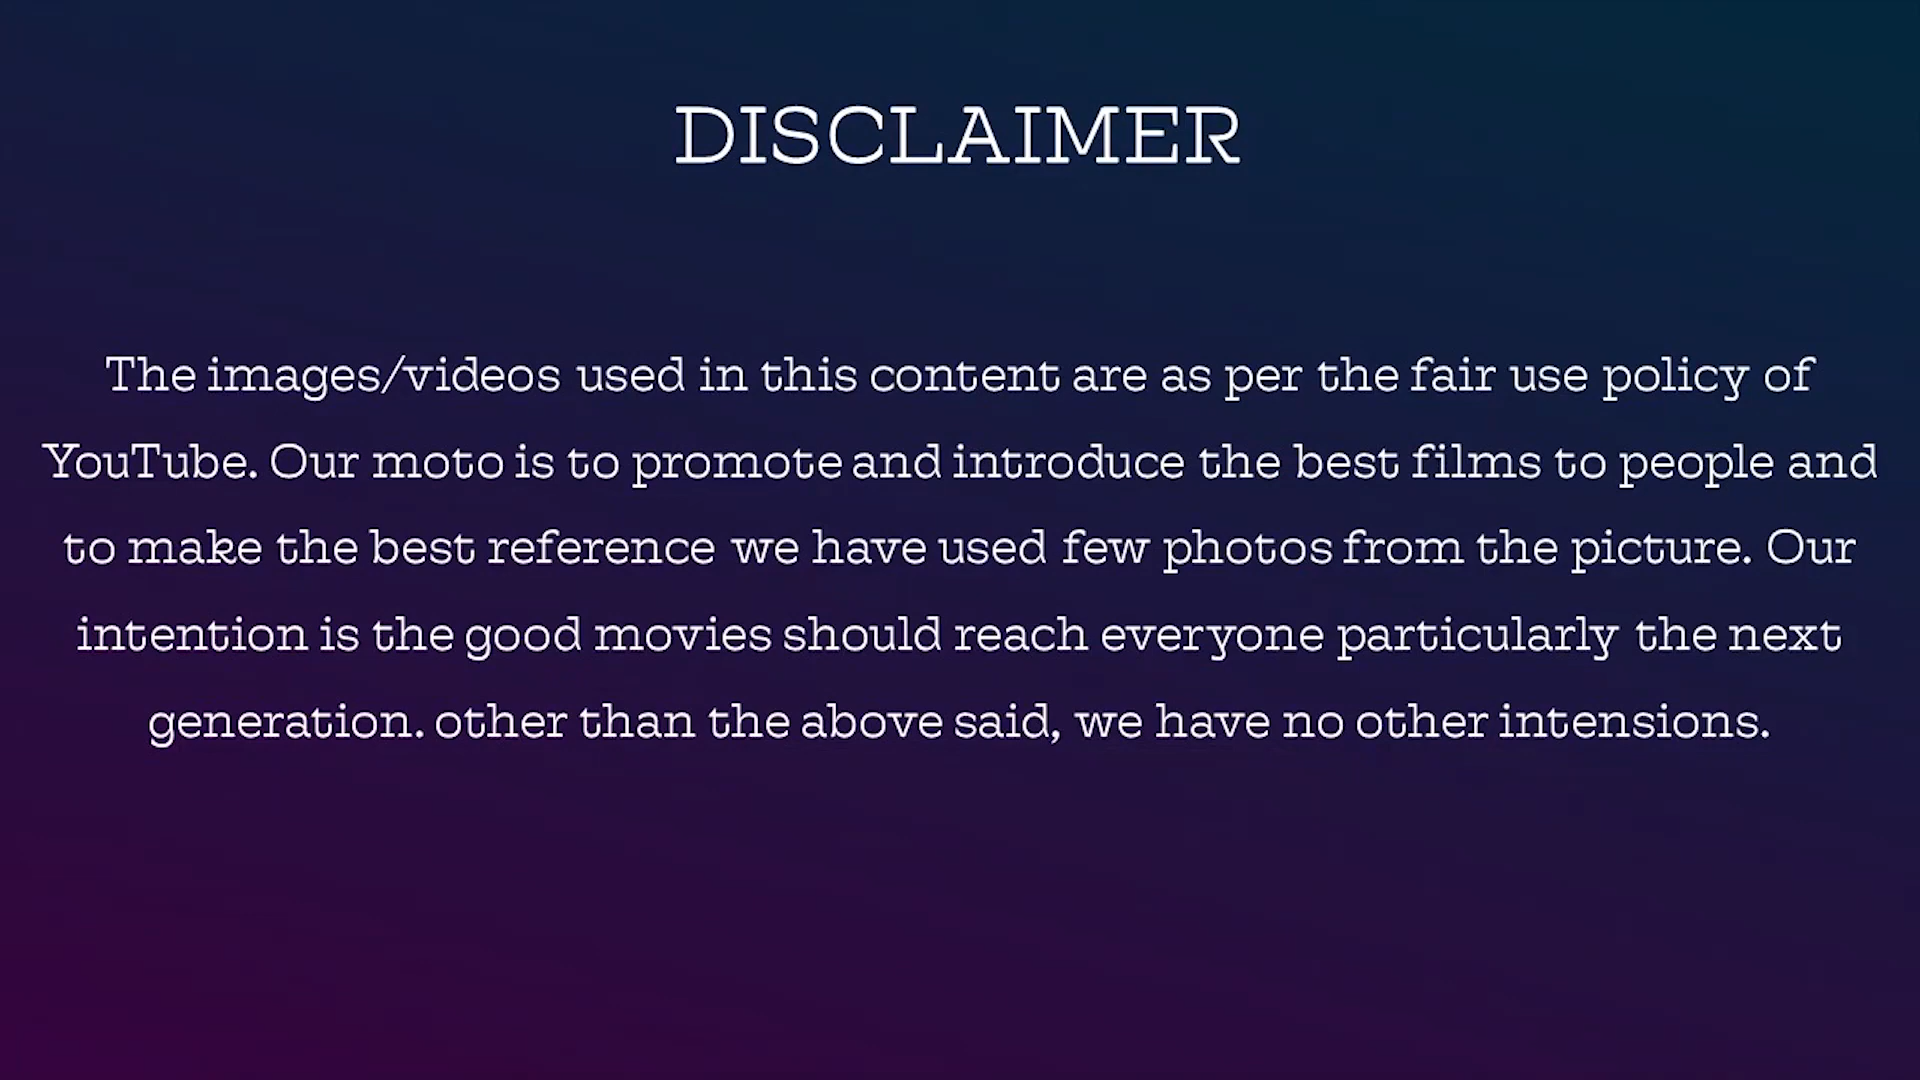 DISCLAIMER
The images/videos used in this content are as per the fair use policy of
YouTube. Our moto is to promote and introduce the best films to people and
to make the best reference we have used few photos from the picture. Our
intention is the good movies should reach everyone particularly the next
generation. other than the above said, we have no other intensions.